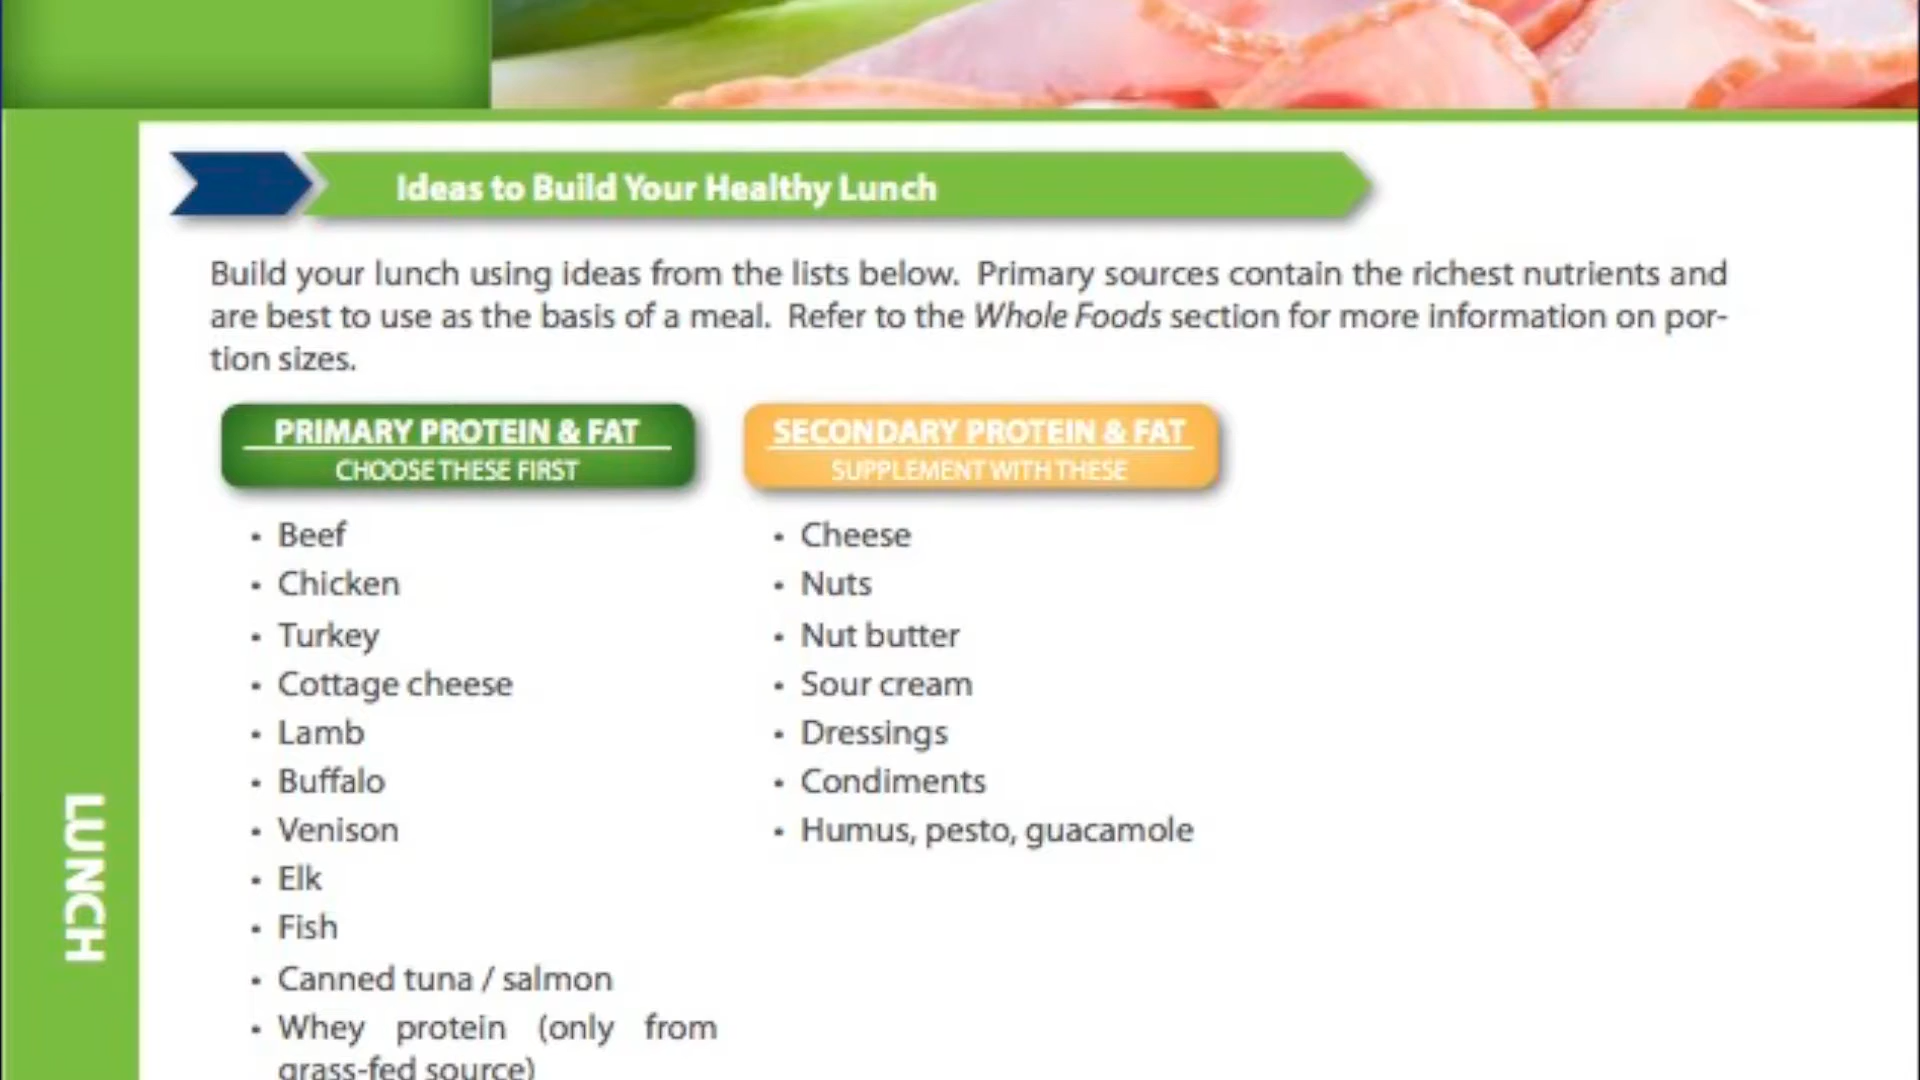 Ideas to Build Your Healthy Lunch
Build your lunch using ideas from the lists below. Primary sources contain the richest nutrients and
are best to use as the basis of a meal. Refer to the Whole Foods section for more information on por-
tion sizes.
PRIMARY PROTEIN & FAT
CHOOSE THESE FIRST
• Beef
• Chicken
• Turkey
• Cottage cheese
• Lamb
• Buffalo
• Venison
• Elk
• Fish
• Canned tuna / salmon
• Whey protein (only from
grass-fed source)
SECONDARY PROTEIN & FAT
SUPPLEMENT WITH THESE
• Cheese
• Nuts
• Nut butter
• Sour cream
• Dressings
• Condiments
• Humus, pesto, guacamole
LUNCH